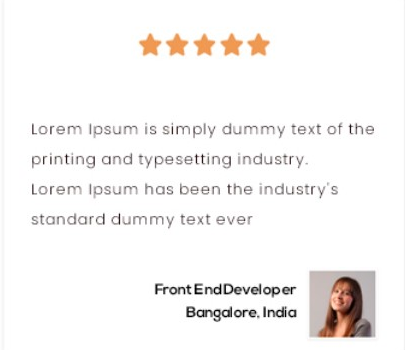 Lorem Ipsum is simply dummy text of the
printing and typesetting industry.
Lorem Ipsum has been the industry's
standard dummy text ever
Front End Developer
Bangalore, India